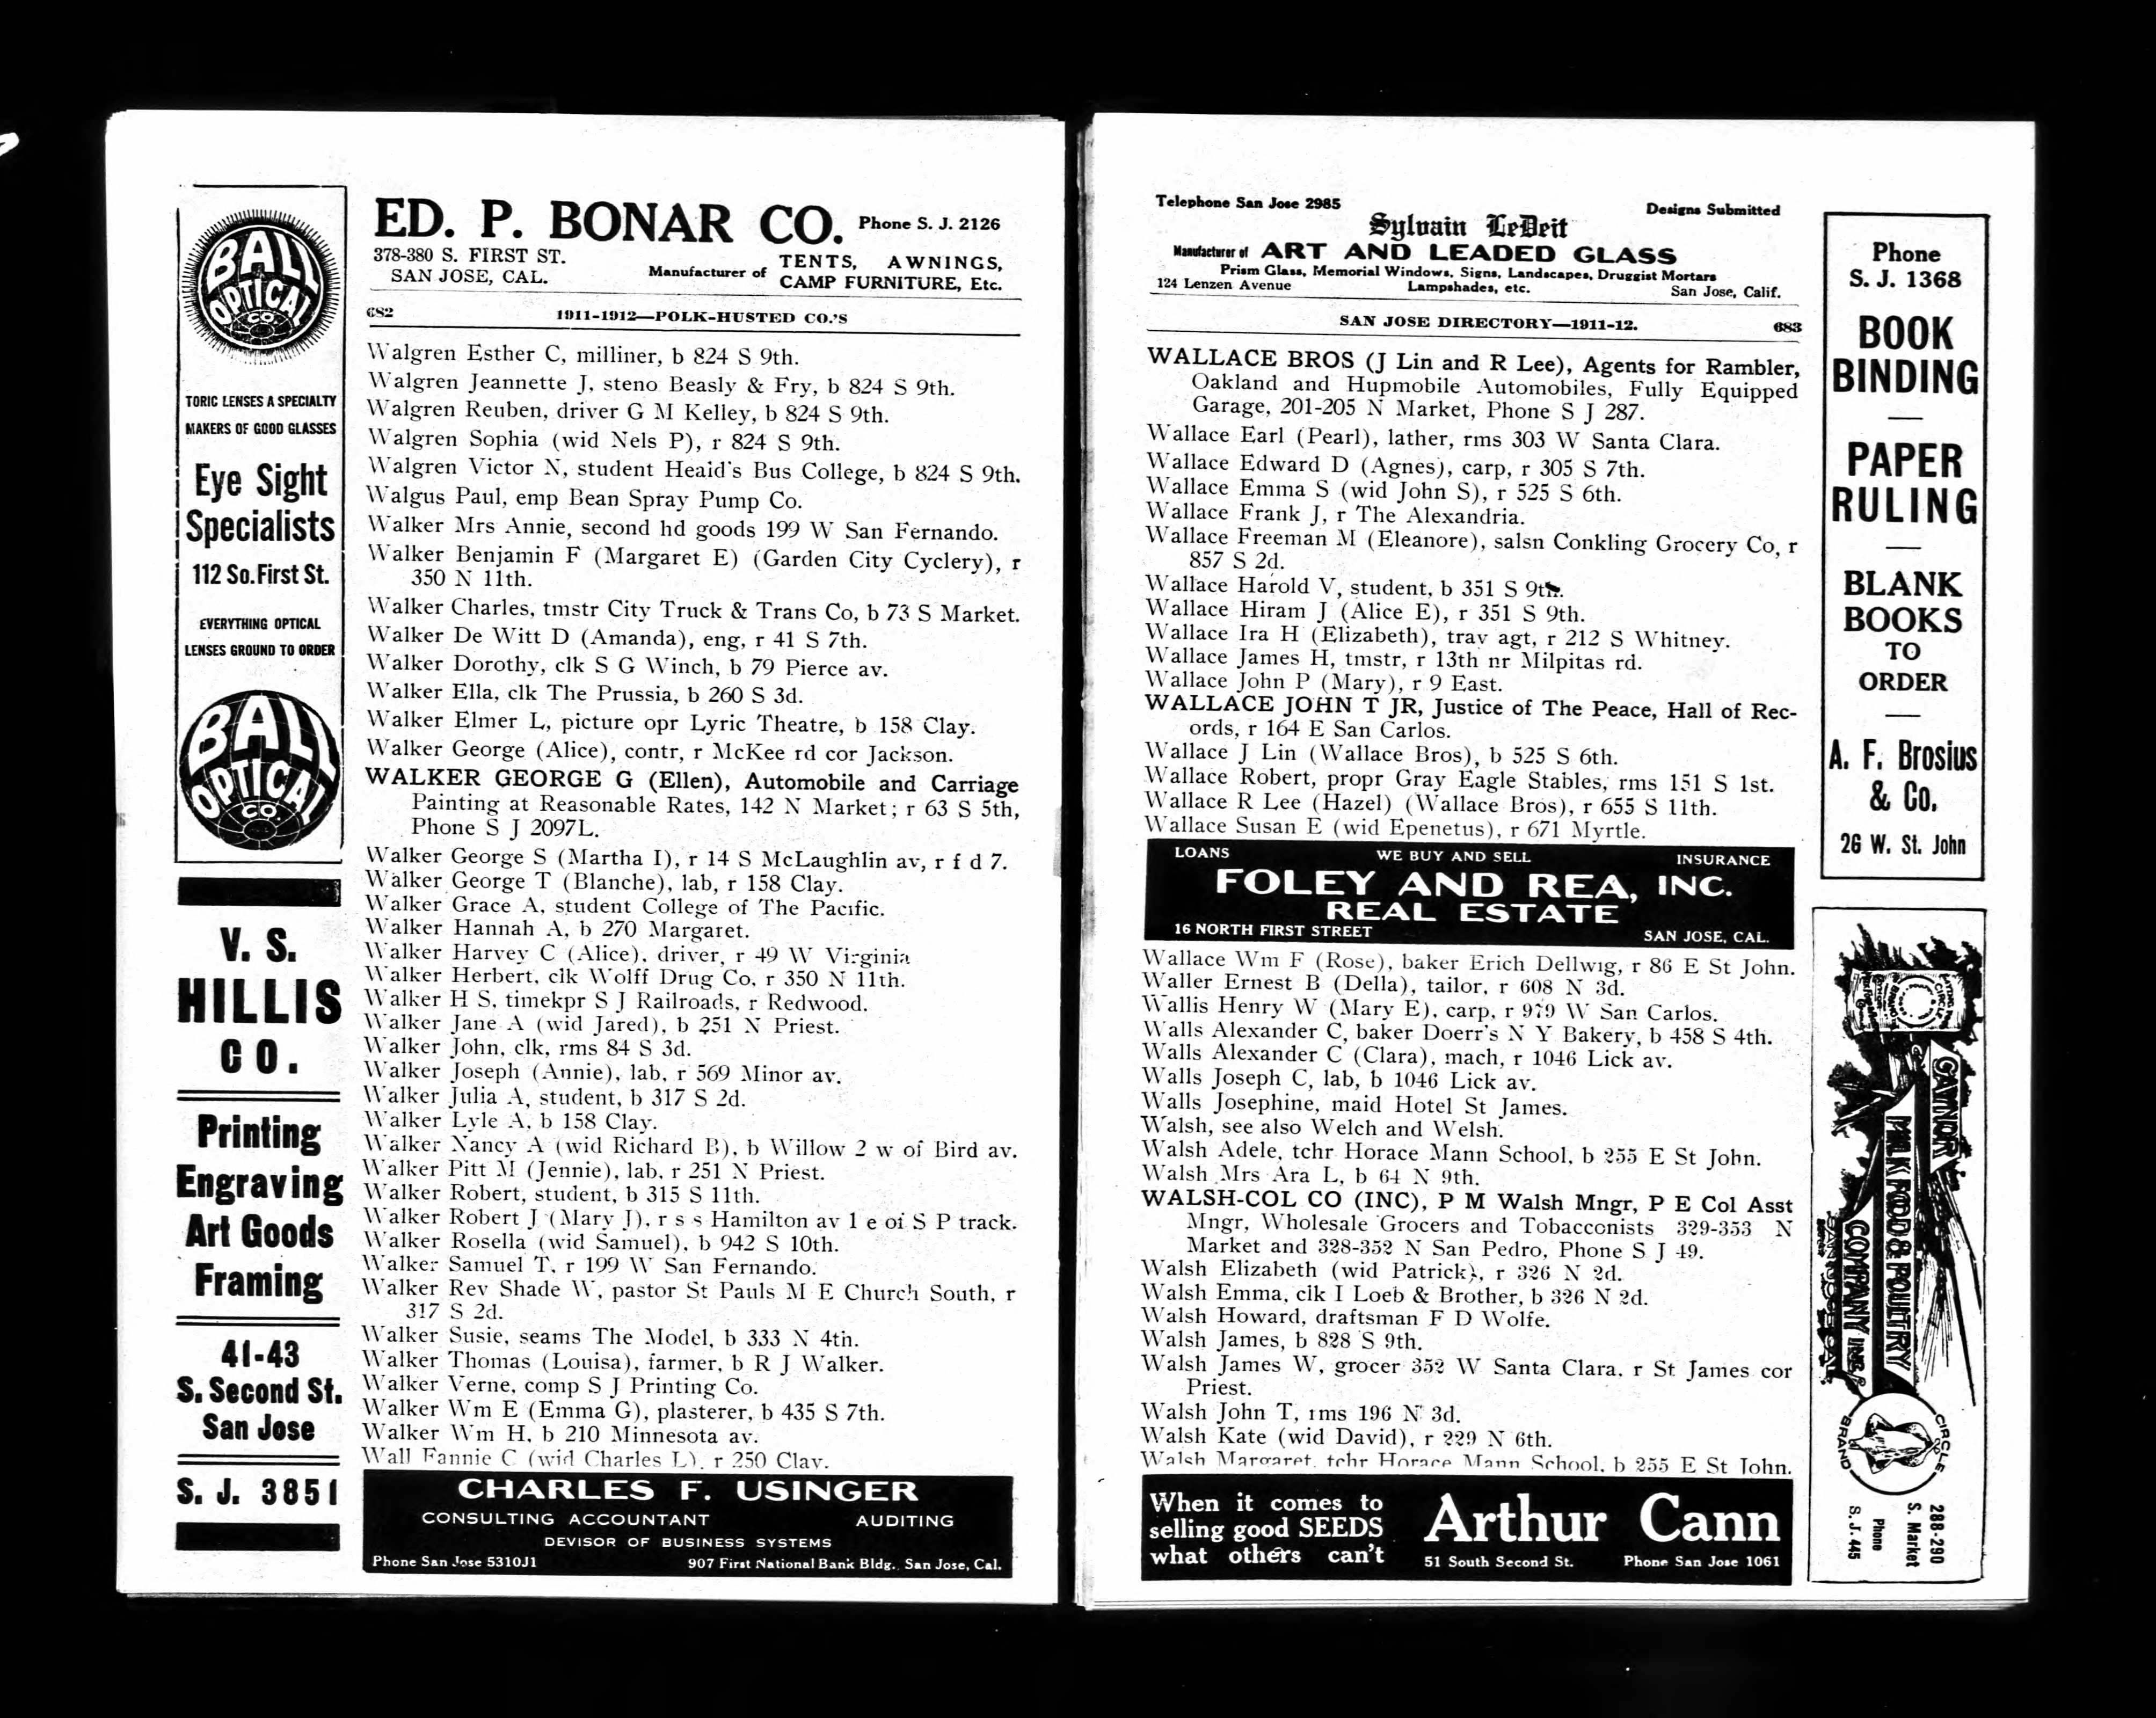 BALL
OPTICAL
CO.
TORIC LENSES A SPECIALTY
MAKERS OF GOOD GLASSES
Eye Sight
Specialists
112 So. First St.
EVERYTHING OPTICAL
LENSES GROUND TO ORDER
BALL
OPTICAL
CO.
V. S.
HILLIS
CO.
Printing
Engraving
Art Goods
Framing
41-43
S. Second St.
San Jose
S. J. 3851
ED. P. BONAR CO. Phone S. J. 2126
378-380 S. FIRST ST.
SAN JOSE, CAL.
Manufacturer of TENTS, AWNINGS,
CAMP FURNITURE, Etc.
682 1911-1912—POLK-HUSTED CO.'S
Walgren Esther C, milliner, b 824 S 9th.
Walgren Jeannette J, steno Beasly & Fry, b 824 S 9th.
Walgren Reuben, driver G M Kelley, b 824 S 9th.
Walgren Sophia (wid Nels P), r 824 S 9th.
Walgren Victor N, student Heaid's Bus College, b 824 S 9th.
Walgus Paul, emp Bean Spray Pump Co.
Walker Mrs Annie, second hd goods 199 W San Fernando.
Walker Benjamin F (Margaret E) (Garden City Cyclery), r
350 N 11th.
Walker Charles, tmstr City Truck & Trans Co, b 73 S Market.
Walker De Witt D (Amanda), eng, r 41 S 7th.
Walker Dorothy, clk S G Winch, b 79 Pierce av.
Walker Ella, clk The Prussia, b 260 S 3d.
Walker Elmer L, picture opr Lyric Theatre, b 158 Clay.
Walker George (Alice), contr, r McKee rd cor Jackson.
WALKER GEORGE G (Ellen), Automobile and Carriage
Painting at Reasonable Rates, 142 N Market; r 63 S 5th,
Phone S J 2097L.
Walker George S (Martha I), r 14 S McLaughlin av, r f d 7.
Walker George T (Blanche), lab, r 158 Clay.
Walker Grace A, student College of The Pacific.
Walker Hannah A, b 270 Margaret.
Walker Harvey C (Alice), driver, r 49 W Virginia
Walker Herbert, clk Wolff Drug Co, r 350 N 11th.
Walker H S, timekpr S J Railroads, r Redwood.
Walker Jane A (wid Jared), b 251 N Priest.
Walker John, clk, rms 84 S 3d.
Walker Joseph (Annie), lab, r 569 Minor av.
Walker Julia A, student, b 317 S 2d.
Walker Lyle A, b 158 Clay.
Walker Nancy A (wid Richard B), b Willow 2 w of Bird av.
Walker Pitt M (Jennie), lab, r 251 N Priest.
Walker Robert, student, b 315 S 11th.
Walker Robert J (Mary J), r s s Hamilton av 1 e of S P track.
Walker Rosella (wid Samuel), b 942 S 10th.
Walker Samuel T, r 199 W San Fernando.
Walker Rev Shade W, pastor St Pauls M E Church South, r
317 S 2d.
Walker Susie, seams The Model, b 333 N 4th.
Walker Thomas (Louisa), farmer, b R J Walker.
Walker Verne, comp S J Printing Co.
Walker Wm E (Emma G), plasterer, b 435 S 7th.
Walker Wm H, b 210 Minnesota av.
Wall Fannie C (wid Charles L), r 250 Clay.
CHARLES F. USINGER
CONSULTING ACCOUNTANT AUDITING
DEVISOR OF BUSINESS SYSTEMS
Phone San Jose 5310J1 907 First National Bank Bldg., San Jose, Cal.
Telephone San Jose 2985 Designs Submitted
Sylvain LeDeit
Manufacturer of ART AND LEADED GLASS
Prism Glass, Memorial Windows, Signs, Landscapes, Druggist Mortars
124 Lenzen Avenue Lampshades, etc. San Jose, Calif.
SAN JOSE DIRECTORY—1911-12. 683
WALLACE BROS (J Lin and R Lee), Agents for Rambler,
Oakland and Hupmobile Automobiles, Fully Equipped
Garage, 201-205 N Market, Phone S J 287.
Wallace Earl (Pearl), lather, rms 303 W Santa Clara.
Wallace Edward D (Agnes), carp, r 305 S 7th.
Wallace Emma S (wid John S), r 525 S 6th.
Wallace Frank J, r The Alexandria.
Wallace Freeman M (Eleanore), salsn Conkling Grocery Co, r
857 S 2d.
Wallace Harold V, student, b 351 S 9th.
Wallace Hiram J (Alice E), r 351 S 9th.
Wallace Ira H (Elizabeth), trav agt, r 212 S Whitney.
Wallace James H, tmstr, r 13th nr Milpitas rd.
Wallace John P (Mary), r 9 East.
WALLACE JOHN T JR, Justice of The Peace, Hall of Rec-
ords, r 164 E San Carlos.
Wallace J Lin (Wallace Bros), b 525 S 6th.
Wallace Robert, propr Gray Eagle Stables, rms 151 S 1st.
Wallace R Lee (Hazel) (Wallace Bros), r 655 S 11th.
Wallace Susan E (wid Epenetus), r 671 Myrtle.
LOANS WE BUY AND SELL INSURANCE
FOLEY AND REA, INC.
REAL ESTATE
16 NORTH FIRST STREET SAN JOSE, CAL.
Wallace Wm F (Rose), baker Erich Dellwig, r 86 E St John.
Waller Ernest B (Della), tailor, r 608 N 3d.
Wallis Henry W (Mary E), carp, r 979 W San Carlos.
Walls Alexander C, baker Doerr's N Y Bakery, b 458 S 4th.
Walls Alexander C (Clara), mach, r 1046 Lick av.
Walls Joseph C, lab, b 1046 Lick av.
Walls Josephine, maid Hotel St James.
Walsh, see also Welch and Welsh.
Walsh Adele, tchr Horace Mann School, b 255 E St John.
Walsh Mrs Ara L, b 64 N 9th.
WALSH-COL CO (INC), P M Walsh Mngr, P E Col Asst
Mngr, Wholesale Grocers and Tobacconists 329-353 N
Market and 328-352 N San Pedro, Phone S J 49.
Walsh Elizabeth (wid Patrick), r 326 N 2d.
Walsh Emma, clk I Loeb & Brother, b 326 N 2d.
Walsh Howard, draftsman F D Wolfe.
Walsh James, b 828 S 9th.
Walsh James W, grocer 352 W Santa Clara, r St James cor
Priest.
Walsh John T, rms 196 N 3d.
Walsh Kate (wid David), r 229 N 6th.
Walsh Margaret, tchr Horace Mann School, b 255 E St John.
When it comes to
selling good SEEDS
what others can't
Arthur Cann
51 South Second St. Phone San Jose 1061
Phone
S. J. 1368
BOOK
BINDING
PAPER
RULING
BLANK
BOOKS
TO
ORDER
A. F. Brosius
& Co.
26 W. St. John
GAYNOR
MILK FOOD & POULTRY
COMPANY INC
SAN JOSE CAL
CIRCLE
BRAND
288-290
S. Market
Phone
S. J. 445